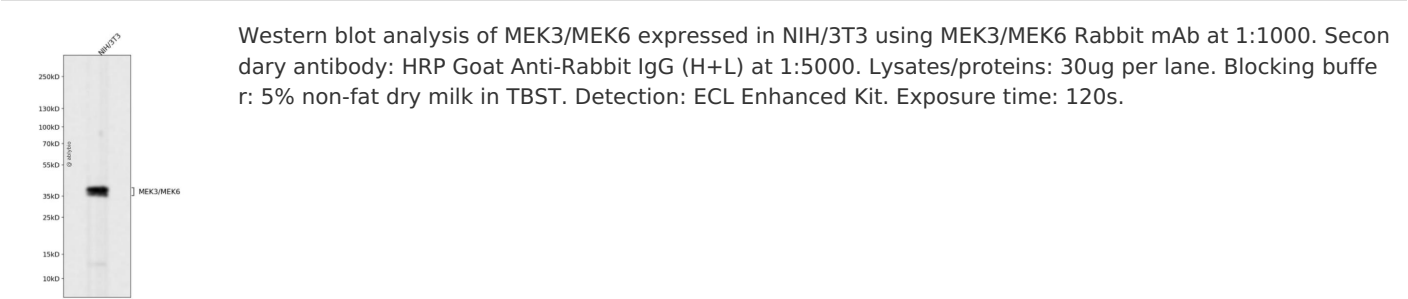 NIH/3T3
250kD
130kD
100kD
70kD
55kD
35kD
25kD
15kD
10kD
MEK3/MEK6
Western blot analysis of MEK3/MEK6 expressed in NIH/3T3 using MEK3/MEK6 Rabbit mAb at 1:1000. Secon
dary antibody: HRP Goat Anti-Rabbit IgG (H+L) at 1:5000. Lysates/proteins: 30ug per lane. Blocking buffe
r: 5% non-fat dry milk in TBST. Detection: ECL Enhanced Kit. Exposure time: 120s.